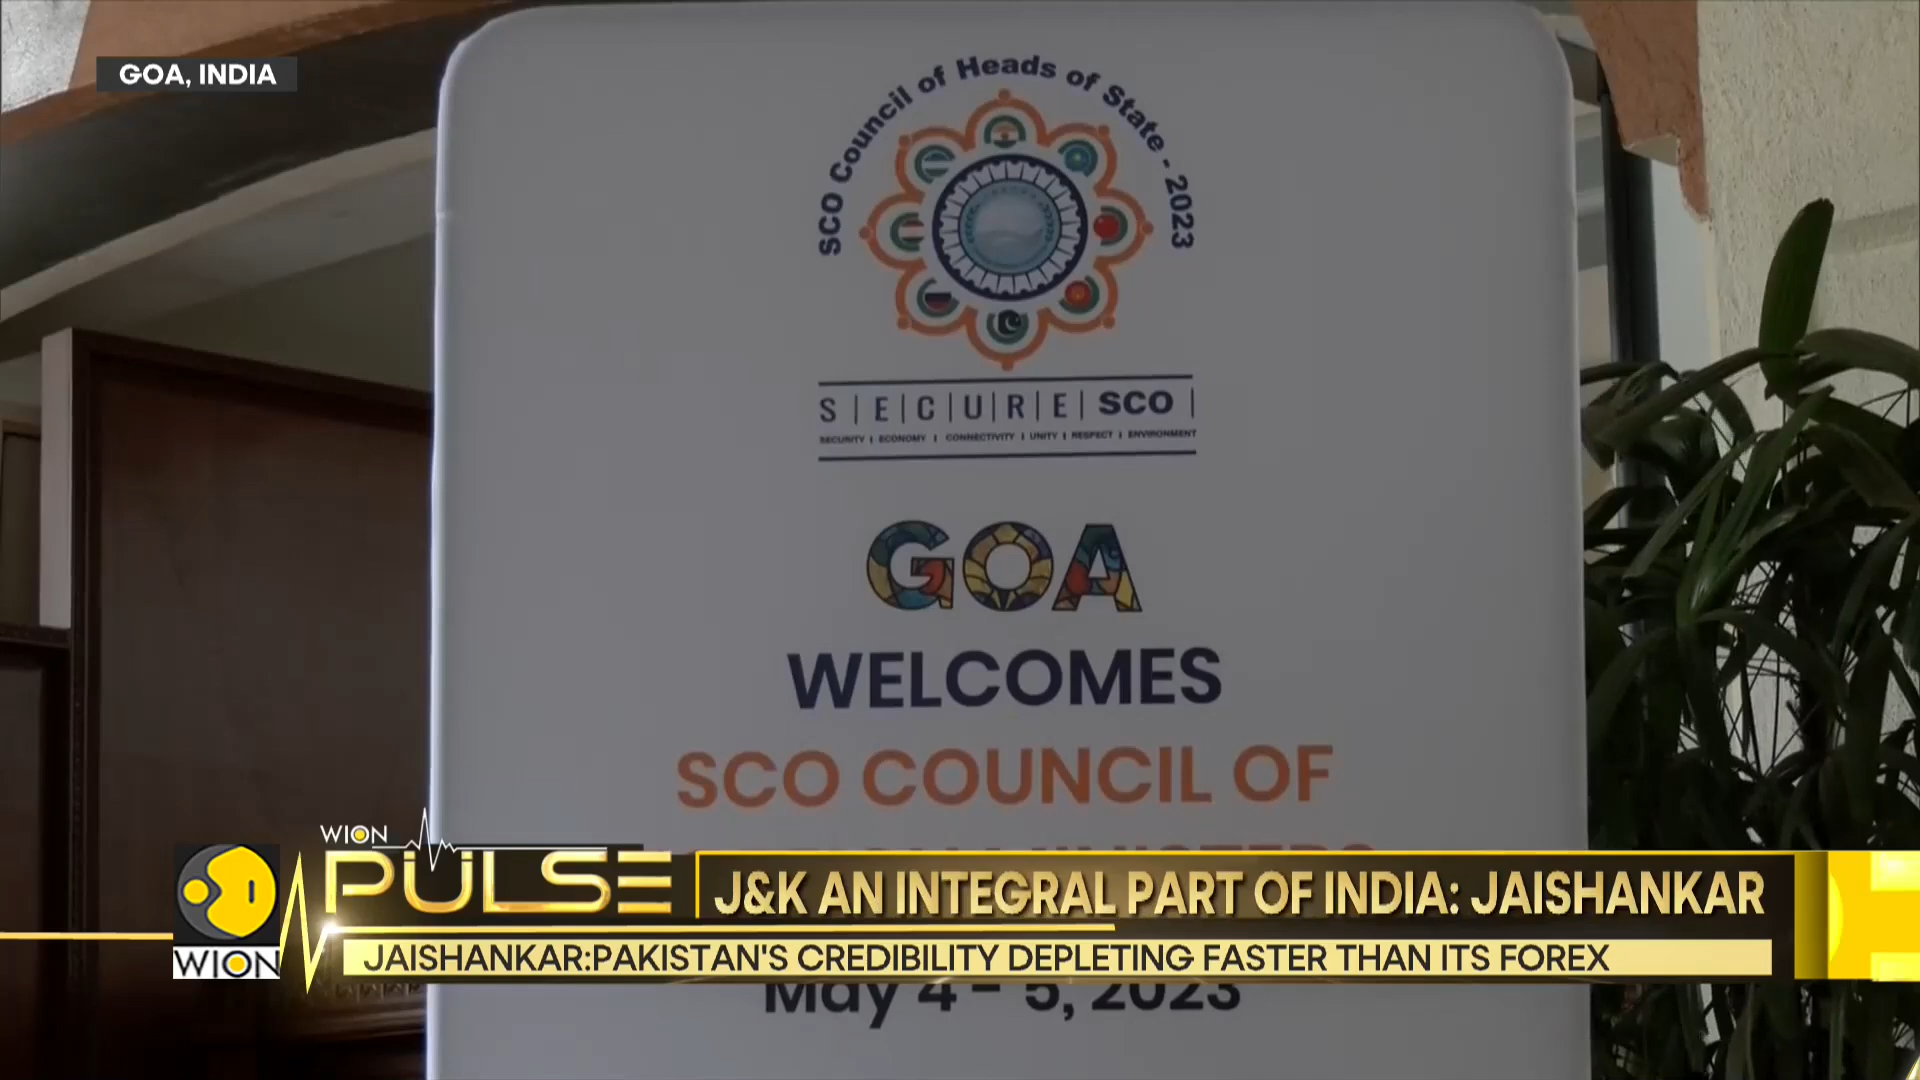 GOA, INDIA
SCO Council of Heads of State - 2023
S|E|C|U|R|E| SCO |
SECURITY | ECONOMY | CONNECTIVITY | UNITY | RESPECT | ENVIRONMENT
GOA
WELCOMES
SCO COUNCIL OF
WION
PULSE
J&K AN INTEGRAL PART OF INDIA: JAISHANKAR
WION
JAISHANKAR:PAKISTAN'S CREDIBILITY DEPLETING FASTER THAN ITS FOREX
May 4 - 5, 2023